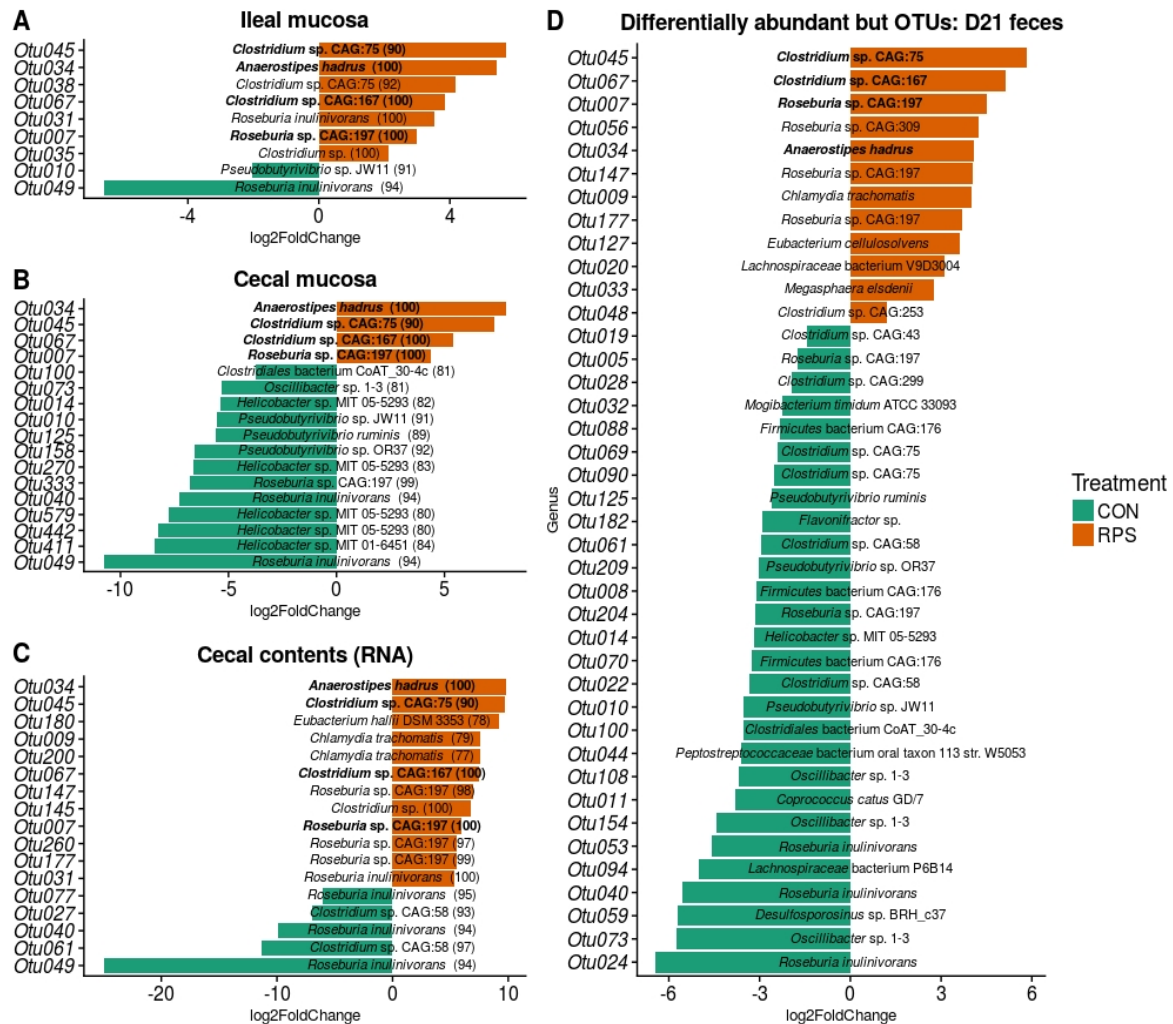 A
Ileal mucosa
Otu045 Clostridium sp. CAG:75 (90)
Otu034 Anaerostipes hadrus (100)
Otu038 Clostridium sp. CAG:75 (92)
Otu067 Clostridium sp. CAG:167 (100)
Otu031 Roseburia inulinivorans (100)
Otu007 Roseburia sp. CAG:197 (100)
Otu035 Clostridium sp. (100)
Otu010 Pseudobutyrivibrio sp. JW11 (91)
Otu049 Roseburia inulinivorans (94)
-4 0 4
log2FoldChange
B
Cecal mucosa
Otu034 Anaerostipes hadrus (100)
Otu045 Clostridium sp. CAG:75 (90)
Otu067 Clostridium sp. CAG:167 (100)
Otu007 Roseburia sp. CAG:197 (100)
Otu100 Clostridiales bacterium CoAT_30-4c (81)
Otu073 Oscillibacter sp. 1-3 (81)
Otu014 Helicobacter sp. MIT 05-5293 (82)
Otu010 Pseudobutyrivibrio sp. JW11 (91)
Otu125 Pseudobutyrivibrio ruminis (89)
Otu158 Pseudobutyrivibrio sp. OR37 (92)
Otu270 Helicobacter sp. MIT 05-5293 (83)
Otu333 Roseburia sp. CAG:197 (99)
Otu040 Roseburia inulinivorans (94)
Otu579 Helicobacter sp. MIT 05-5293 (80)
Otu442 Helicobacter sp. MIT 05-5293 (80)
Otu411 Helicobacter sp. MIT 01-6451 (84)
Otu049 Roseburia inulinivorans (94)
-10 -5 0 5
log2FoldChange
C
Cecal contents (RNA)
Otu034 Anaerostipes hadrus (100)
Otu045 Clostridium sp. CAG:75 (90)
Otu180 Eubacterium hallii DSM 3353 (78)
Otu009 Chlamydia trachomatis (79)
Otu200 Chlamydia trachomatis (77)
Otu067 Clostridium sp. CAG:167 (100)
Otu147 Roseburia sp. CAG:197 (98)
Otu145 Clostridium sp. (100)
Otu007 Roseburia sp. CAG:197 (100)
Otu260 Roseburia sp. CAG:197 (97)
Otu177 Roseburia sp. CAG:197 (99)
Otu031 Roseburia inulinivorans (100)
Otu077 Roseburia inulinivorans (95)
Otu027 Clostridium sp. CAG:58 (93)
Otu040 Roseburia inulinivorans (94)
Otu061 Clostridium sp. CAG:58 (97)
Otu049 Roseburia inulinivorans (94)
-20 -10 0 10
log2FoldChange
D
Differentially abundant but OTUs: D21 feces
Genus
Otu045 Clostridium sp. CAG:75
Otu067 Clostridium sp. CAG:167
Otu007 Roseburia sp. CAG:197
Otu056 Roseburia sp. CAG:309
Otu034 Anaerostipes hadrus
Otu147 Roseburia sp. CAG:197
Otu009 Chlamydia trachomatis
Otu177 Roseburia sp. CAG:197
Otu127 Eubacterium cellulosolvens
Otu020 Lachnospiraceae bacterium V9D3004
Otu033 Megasphaera elsdenii
Otu048 Clostridium sp. CAG:253
Otu019 Clostridium sp. CAG:43
Otu005 Roseburia sp. CAG:197
Otu028 Clostridium sp. CAG:299
Otu032 Mogibacterium timidum ATCC 33093
Otu088 Firmicutes bacterium CAG:176
Otu069 Clostridium sp. CAG:75
Otu090 Clostridium sp. CAG:75
Otu125 Pseudobutyrivibrio ruminis
Otu182 Flavonifractor sp.
Otu061 Clostridium sp. CAG:58
Otu209 Pseudobutyrivibrio sp. OR37
Otu008 Firmicutes bacterium CAG:176
Otu204 Roseburia sp. CAG:197
Otu014 Helicobacter sp. MIT 05-5293
Otu070 Firmicutes bacterium CAG:176
Otu022 Clostridium sp. CAG:58
Otu010 Pseudobutyrivibrio sp. JW11
Otu100 Clostridiales bacterium CoAT_30-4c
Otu044 Peptostreptococcaceae bacterium oral taxon 113 str. W5053
Otu108 Oscillibacter sp. 1-3
Otu011 Coprococcus catus GD/7
Otu154 Oscillibacter sp. 1-3
Otu053 Roseburia inulinivorans
Otu094 Lachnospiraceae bacterium P6B14
Otu040 Roseburia inulinivorans
Otu059 Desulfosporosinus sp. BRH_c37
Otu073 Oscillibacter sp. 1-3
Otu024 Roseburia inulinivorans
-6 -3 0 3 6
log2FoldChange
Treatment
CON
RPS